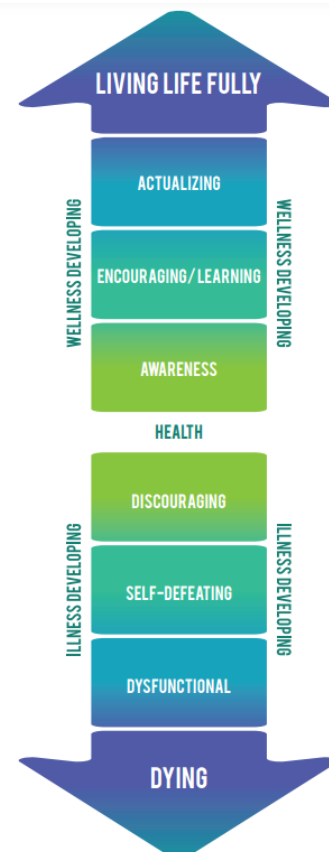 LIVING LIFE FULLY
ACTUALIZING
WELLNESS DEVELOPING
WELLNESS DEVELOPING
ENCOURAGING/LEARNING
AWARENESS
HEALTH
DISCOURAGING
ILLNESS DEVELOPING
ILLNESS DEVELOPING
SELF-DEFEATING
DYSFUNCTIONAL
DYING